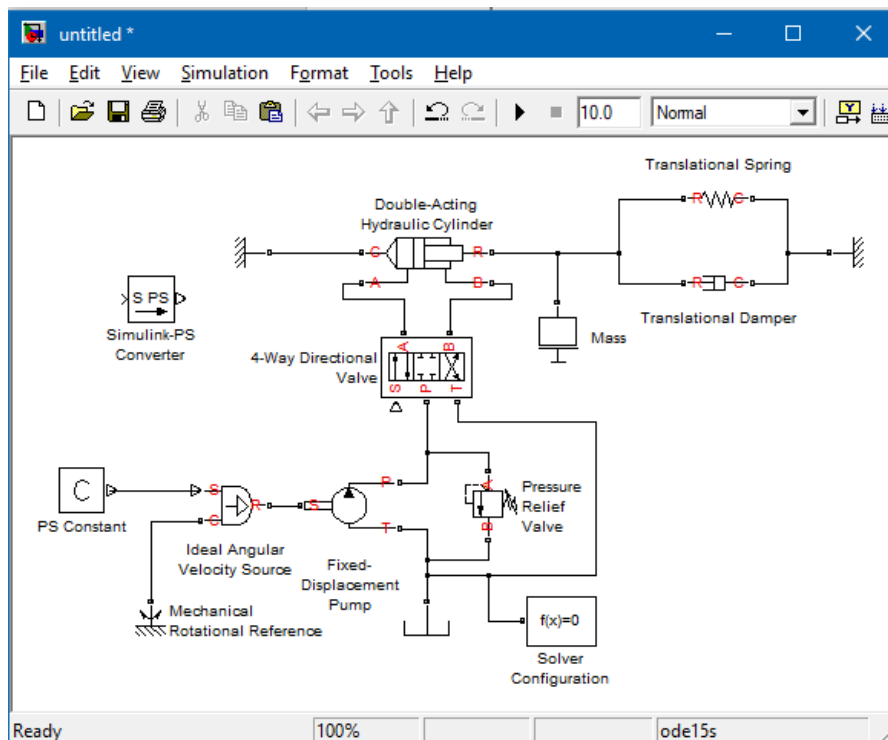 untitled *
File Edit View Simulation Format Tools Help
10.0 Normal
Translational Spring
R C
Double-Acting
Hydraulic Cylinder
C R
A B
R C
Translational Damper
S PS
Simulink-PS
Converter
Mass
4-Way Directional
Valve
A B
S P T
C
PS Constant
S
R
C
Ideal Angular
Velocity Source
S
P
T
Fixed-
Displacement
Pump
A
B
Pressure
Relief
Valve
Mechanical
Rotational Reference
f(x)=0
Solver
Configuration
Ready 100% ode15s